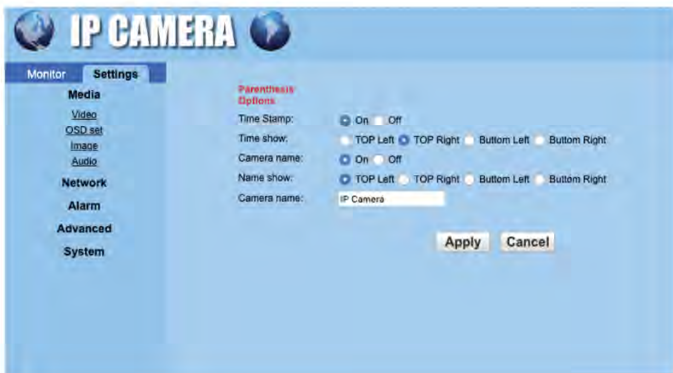 IP CAMERA
Monitor Settings
Media
Video
OSD set
Image
Audio
Network
Alarm
Advanced
System
Parenthesis
Options
Time Stamp: On Off
Time show: TOP Left TOP Right Buttom Left Buttom Right
Camera name: On Off
Name show: TOP Left TOP Right Buttom Left Buttom Right
Camera name: IP Camera
Apply Cancel